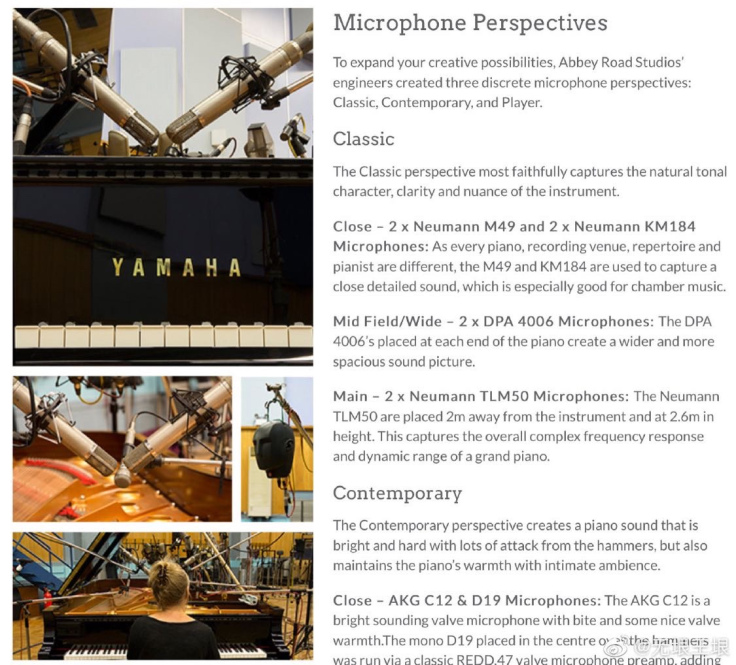 YAMAHA
Microphone Perspectives
To expand your creative possibilities, Abbey Road Studios'
engineers created three discrete microphone perspectives:
Classic, Contemporary, and Player.
Classic
The Classic perspective most faithfully captures the natural tonal
character, clarity and nuance of the instrument.
Close – 2 x Neumann M49 and 2 x Neumann KM184
Microphones: As every piano, recording venue, repertoire and
pianist are different, the M49 and KM184 are used to capture a
close detailed sound, which is especially good for chamber music.
Mid Field/Wide – 2 x DPA 4006 Microphones: The DPA
4006's placed at each end of the piano create a wider and more
spacious sound picture.
Main – 2 x Neumann TLM50 Microphones: The Neumann
TLM50 are placed 2m away from the instrument and at 2.6m in
height. This captures the overall complex frequency response
and dynamic range of a grand piano.
Contemporary
The Contemporary perspective creates a piano sound that is
bright and hard with lots of attack from the hammers, but also
maintains the piano's warmth with intimate ambience.
Close – AKG C12 & D19 Microphones: The AKG C12 is a
bright sounding valve microphone with bite and some nice valve
warmth.The mono D19 placed in the centre the hammers
was run via a classic REDD.47 valve microphone preamp, adding